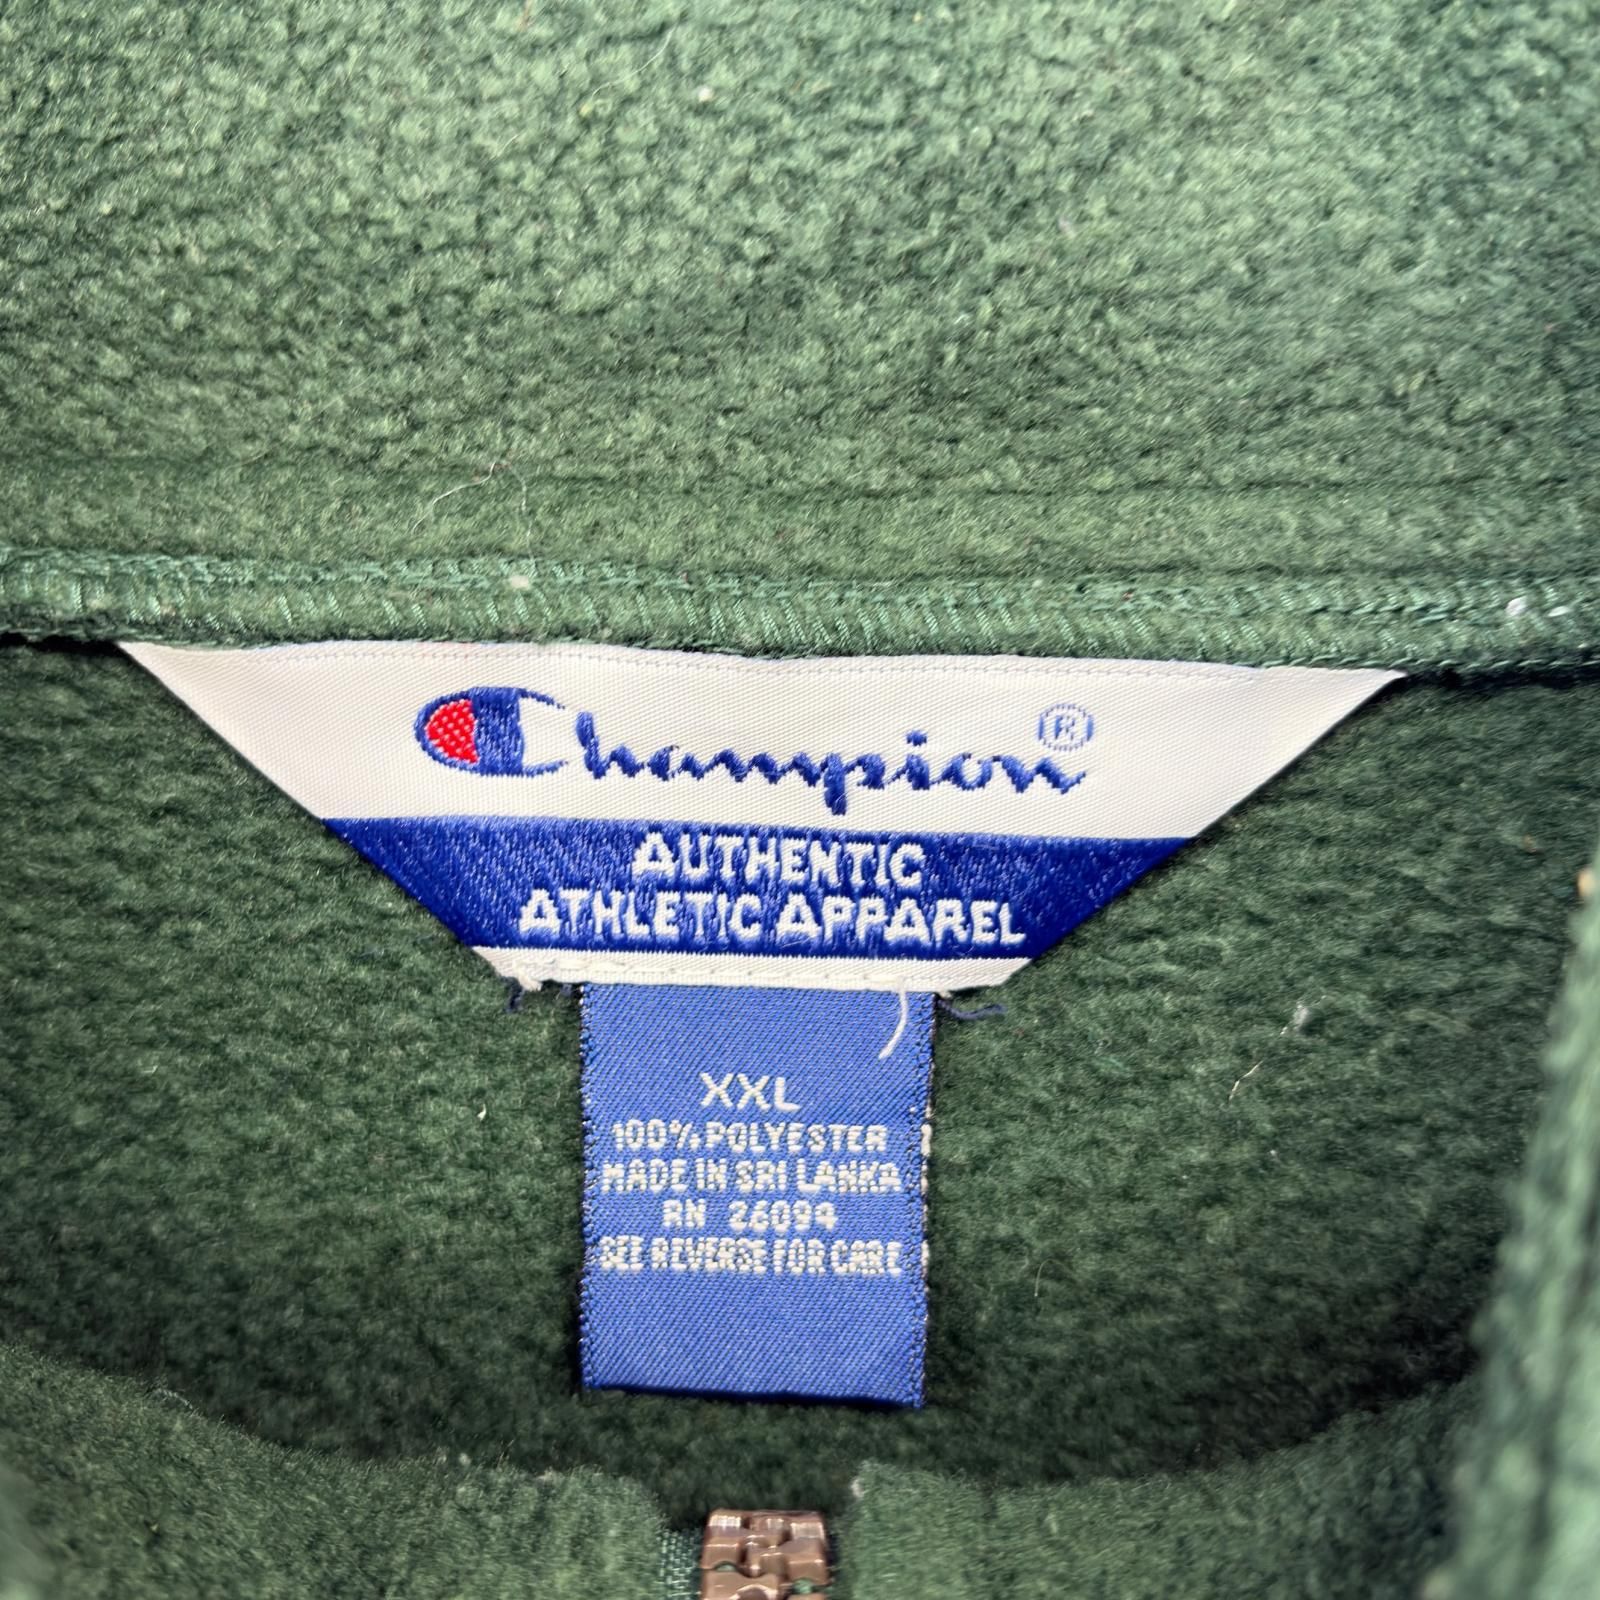 Champion®
AUTHENTIC
ATHLETIC APPAREL
XXL
100% POLYESTER
MADE IN SRI LANKA
RN 26094
SEE REVERSE FOR CARE